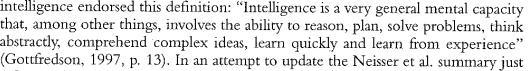 intelligence endorsed this definition: “Intelligence is a very general mental capacity
that, among other things, involves the ability to reason, plan, solve problems, think
abstractly, comprehend complex ideas, learn quickly and learn from experience”
(Gottfredson, 1997, p. 13). In an attempt to update the Neisser et al. summary just